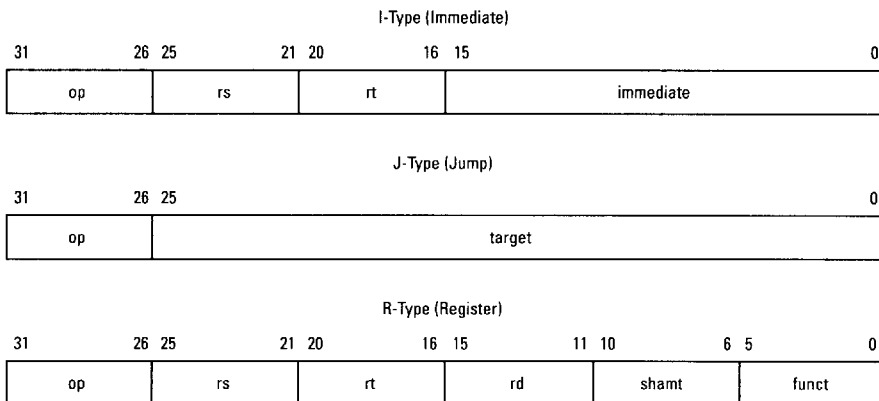 I-Type (Immediate)
31 26 25 21 20 16 15 0
op rs rt immediate
J-Type (Jump)
31 26 25 0
op target
R-Type (Register)
31 26 25 21 20 16 15 11 10 6 5 0
op rs rt rd shamt funct